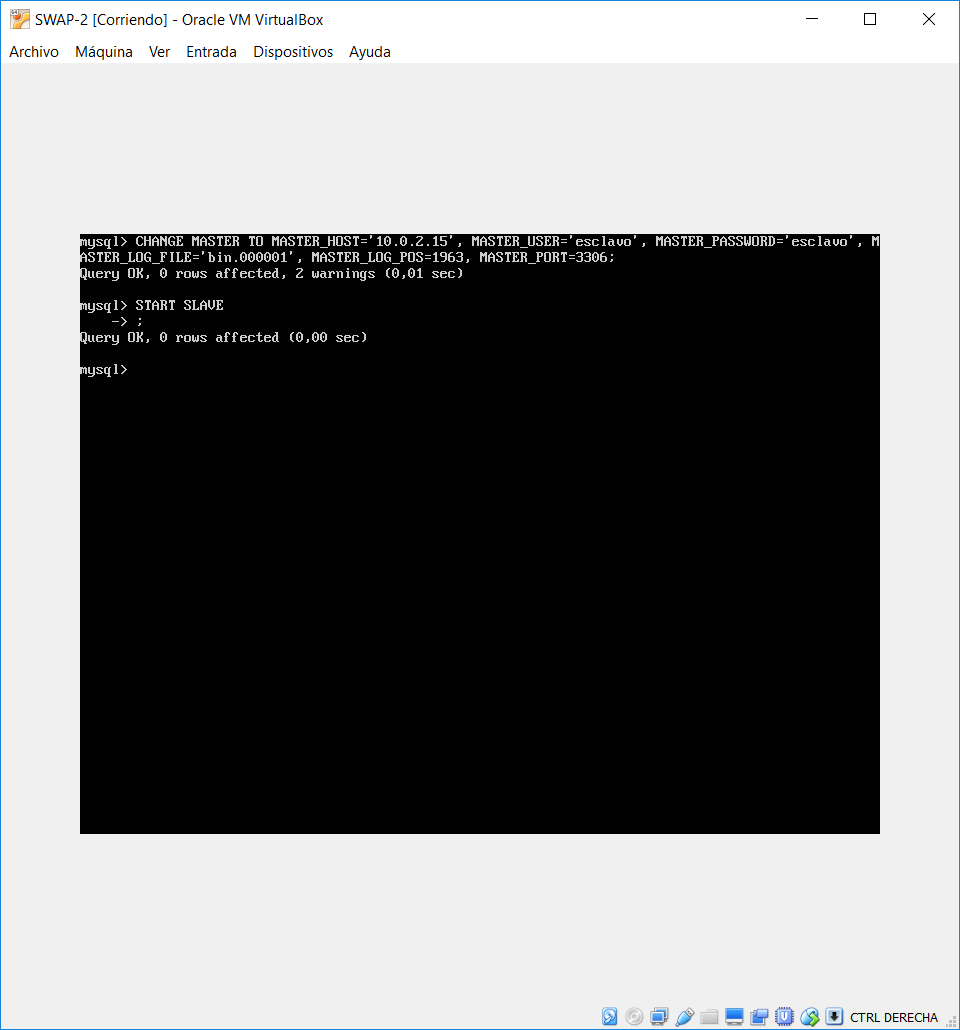 SWAP-2 [Corriendo] - Oracle VM VirtualBox
Archivo Máquina Ver Entrada Dispositivos Ayuda
mysql> CHANGE MASTER TO MASTER_HOST='10.0.2.15', MASTER_USER='esclavo', MASTER_PASSWORD='esclavo', M
ASTER_LOG_FILE='bin.000001', MASTER_LOG_POS=1963, MASTER_PORT=3306;
Query OK, 0 rows affected, 2 warnings (0,01 sec)
mysql> START SLAVE
    -> ;
Query OK, 0 rows affected (0,00 sec)
mysql>
CTRL DERECHA